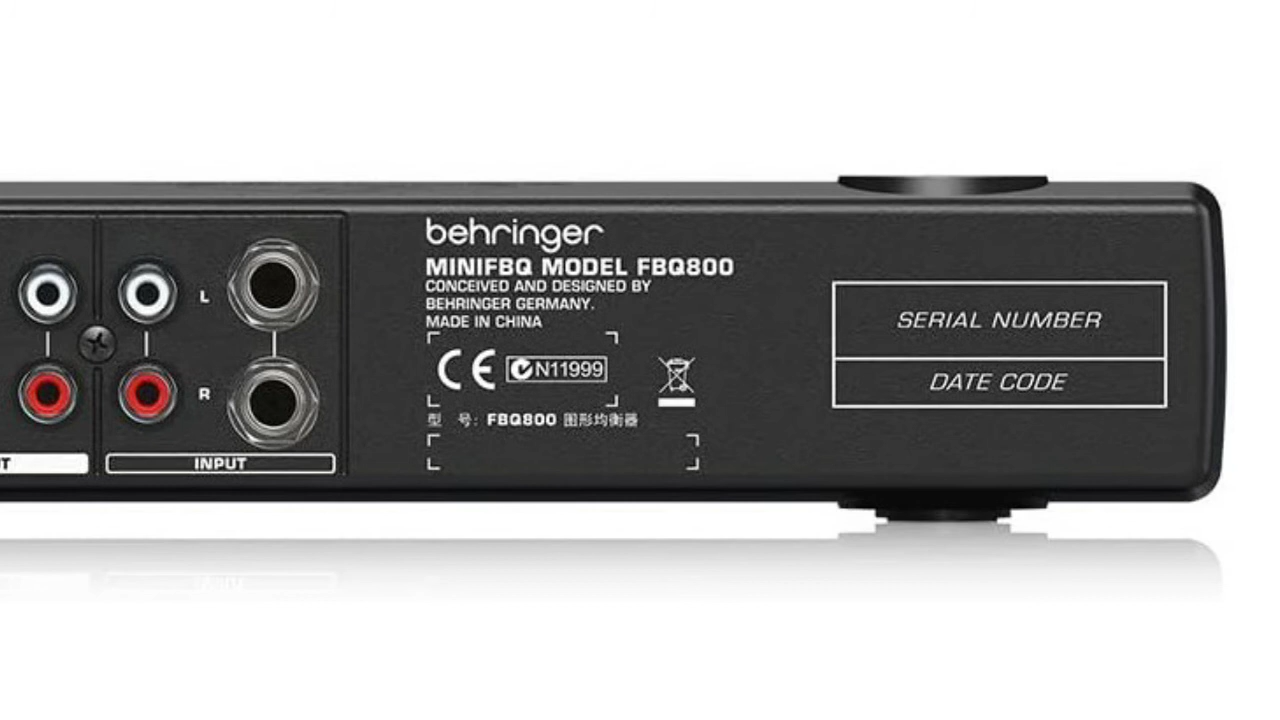 behringer
MINIFBQ MODEL FBQ800
CONCEIVED AND DESIGNED BY
BEHRINGER GERMANY.
MADE IN CHINA
CE N11999
型 号: FBQ800 图形均衡器
L
R
INPUT
SERIAL NUMBER
DATE CODE